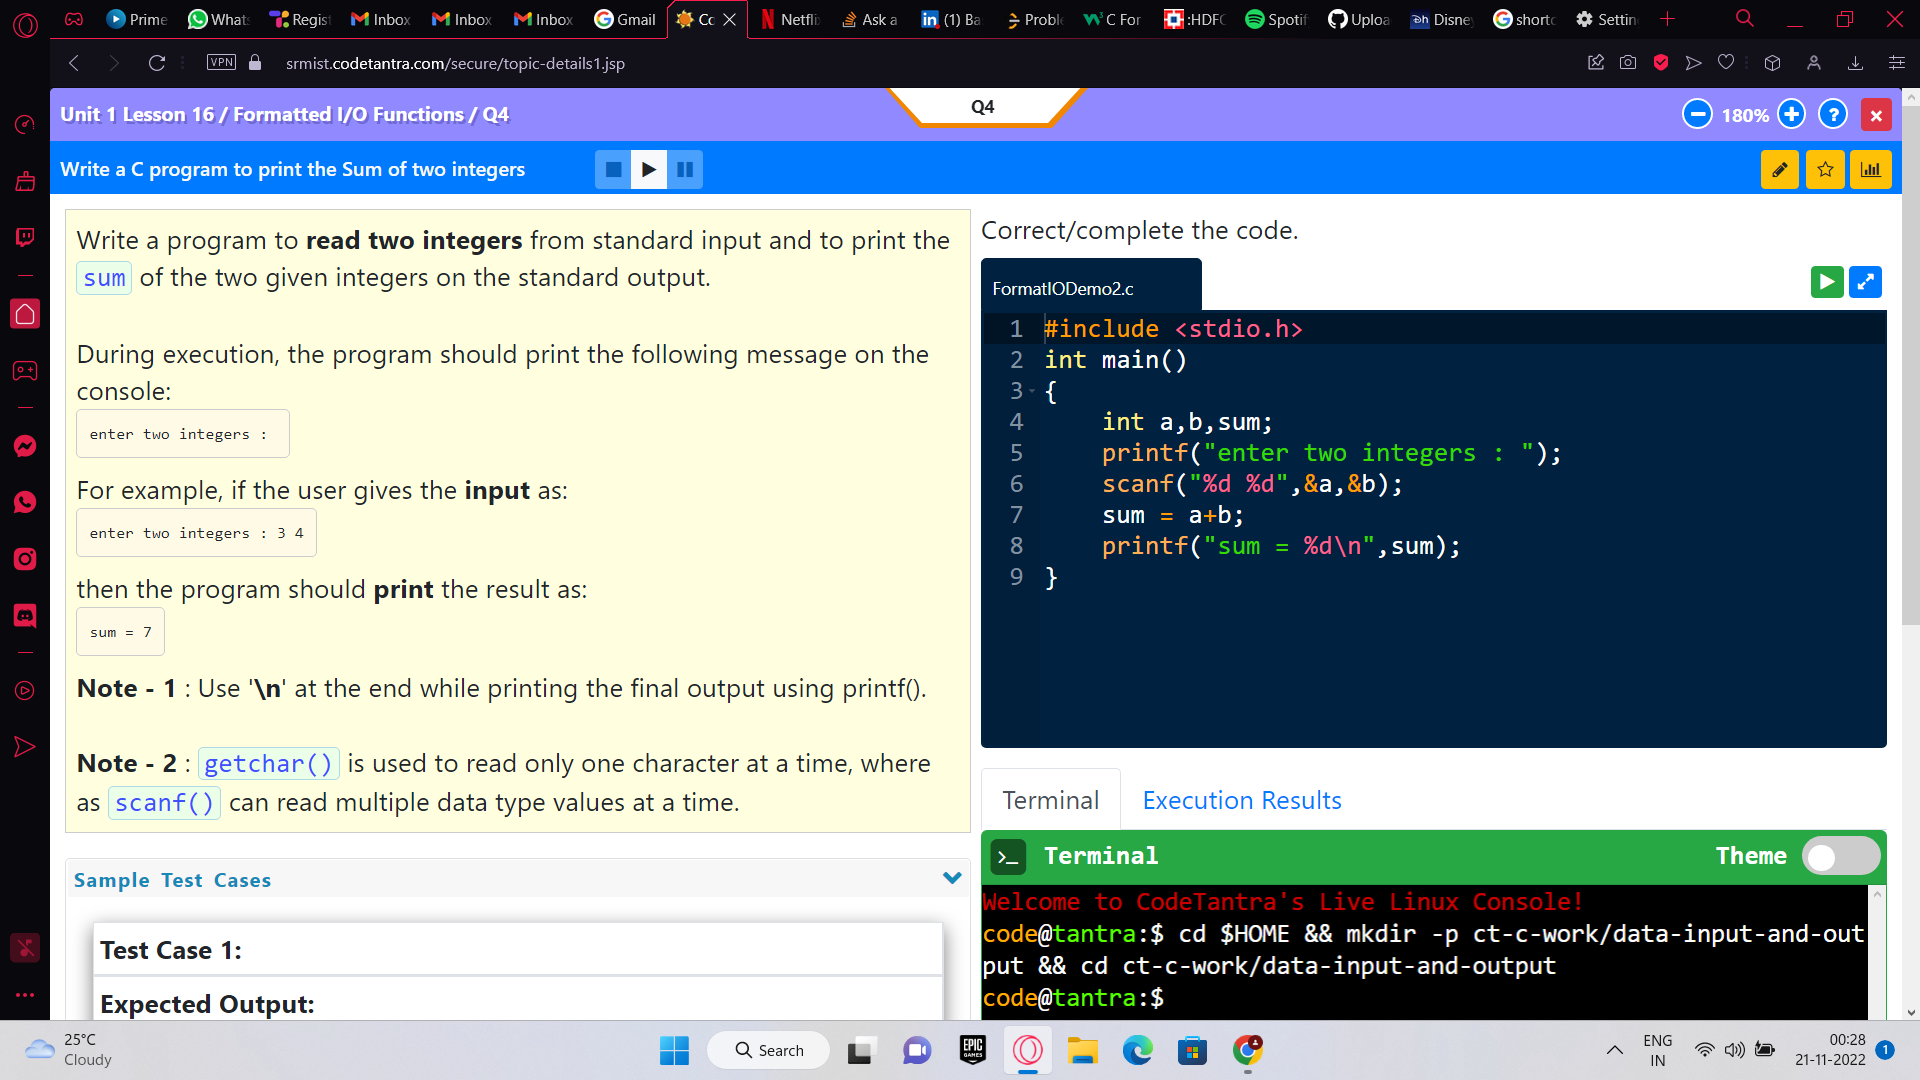 Prime
Whats
Regist
Inbox
Inbox
Inbox
Gmail
Co
Netfli
Ask a
(1) Ba
Proble
C For
:HDFC
Spotif
Uploa
Disne
shortc
Settin
VPN
srmist.codetantra.com/secure/topic-details1.jsp
Unit 1 Lesson 16 / Formatted I/O Functions / Q4
Q4
180%
Write a C program to print the Sum of two integers
Write a program to read two integers from standard input and to print the
sum of the two given integers on the standard output.
During execution, the program should print the following message on the
console:
enter two integers :
For example, if the user gives the input as:
enter two integers : 3 4
then the program should print the result as:
sum = 7
Note - 1 : Use '\n' at the end while printing the final output using printf().
Note - 2 : getchar() is used to read only one character at a time, where
as scanf() can read multiple data type values at a time.
Sample Test Cases
Test Case 1:
Expected Output:
Correct/complete the code.
FormatIODemo2.c
1 #include <stdio.h>
2 int main()
3 {
4 int a,b,sum;
5 printf("enter two integers : ");
6 scanf("%d %d",&a,&b);
7 sum = a+b;
8 printf("sum = %d\n",sum);
9 }
Terminal
Execution Results
>_ Terminal
Theme
Welcome to CodeTantra's Live Linux Console!
code@tantra:$ cd $HOME && mkdir -p ct-c-work/data-input-and-out
put && cd ct-c-work/data-input-and-output
code@tantra:$
25°C
Cloudy
Search
EPIC
GAMES
ENG
IN
00:28
21-11-2022
1